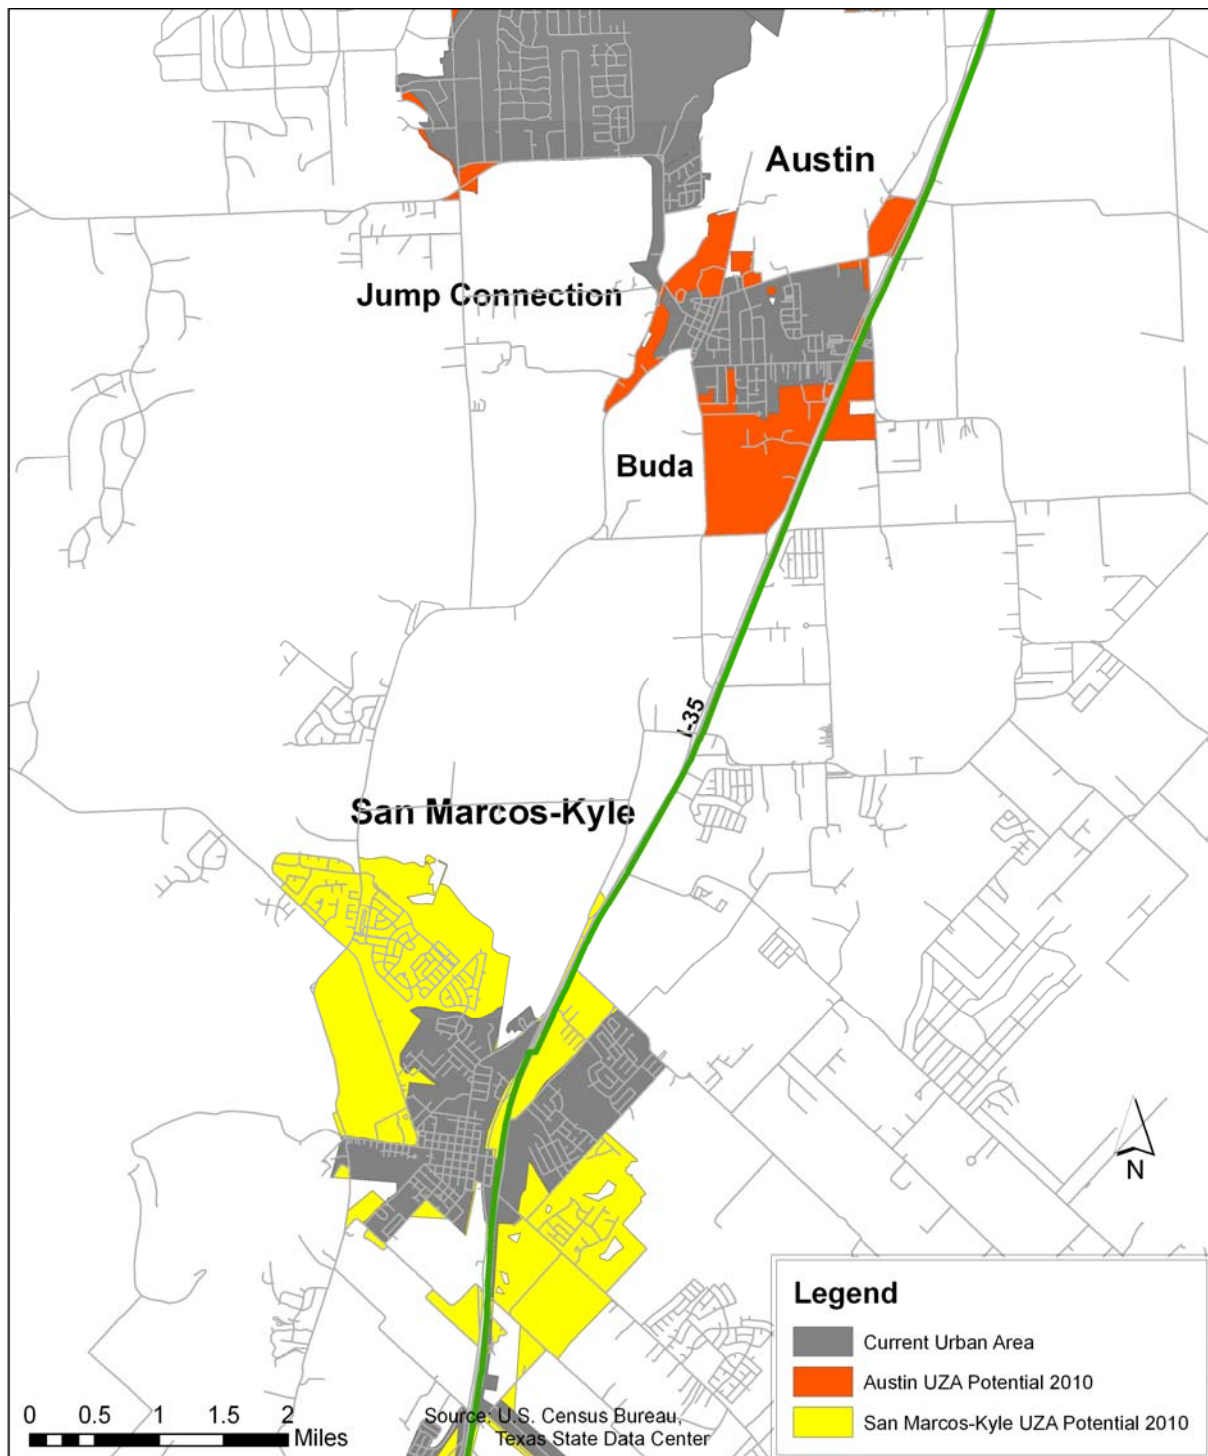 Austin
Jump Connection
Buda
I-35
San Marcos-Kyle
N
Legend
Current Urban Area
Austin UZA Potential 2010
San Marcos-Kyle UZA Potential 2010
0 0.5 1 1.5 2
Miles
Source: U.S. Census Bureau,
Texas State Data Center